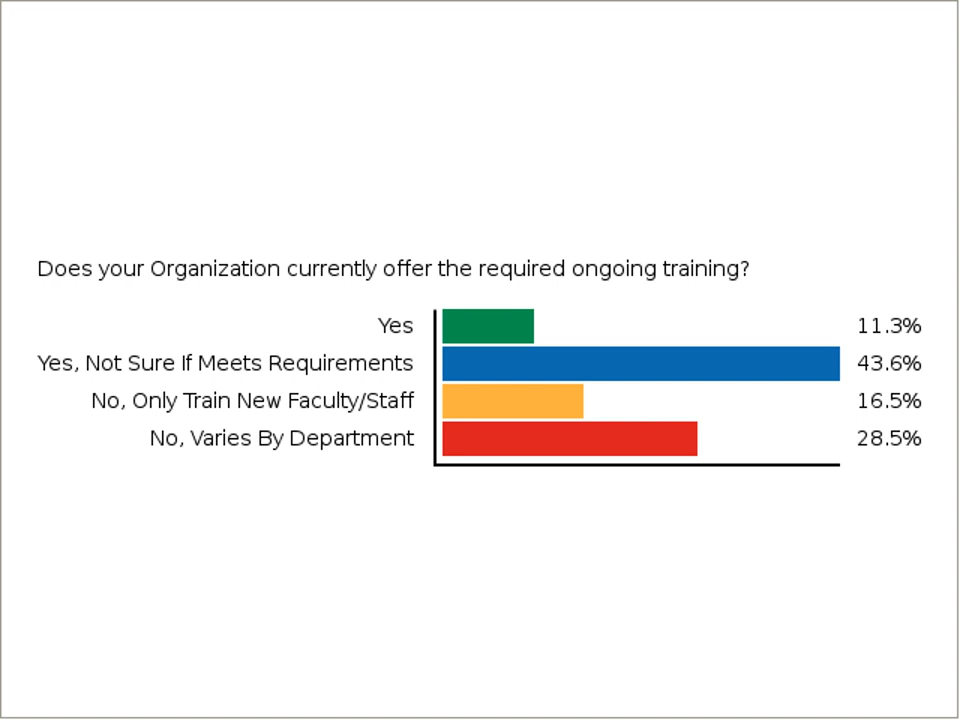 Does your Organization currently offer the required ongoing training?
Yes 11.3%
Yes, Not Sure If Meets Requirements 43.6%
No, Only Train New Faculty/Staff 16.5%
No, Varies By Department 28.5%